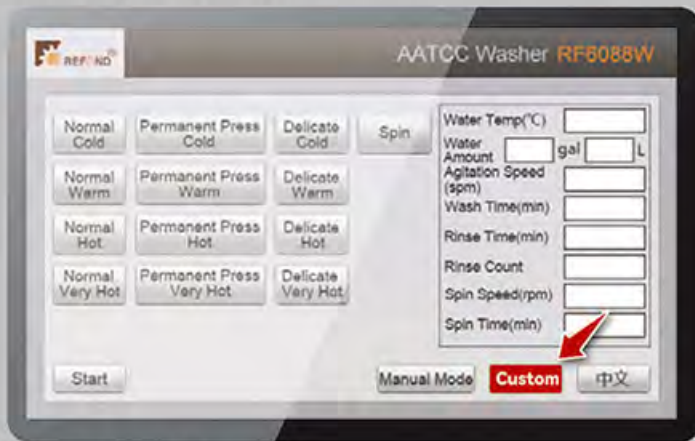 REFOND®
AATCC Washer RF6088W
Normal Cold
Permanent Press Cold
Delicate Cold
Spin
Normal Warm
Permanent Press Warm
Delicate Warm
Normal Hot
Permanent Press Hot
Delicate Hot
Normal Very Hot
Permanent Press Very Hot
Delicate Very Hot
Water Temp(℃)
Water Amount
gal
L
Agitation Speed (spm)
Wash Time(min)
Rinse Time(min)
Rinse Count
Spin Speed(rpm)
Spin Time(min)
Start
Manual Mode
Custom
中文